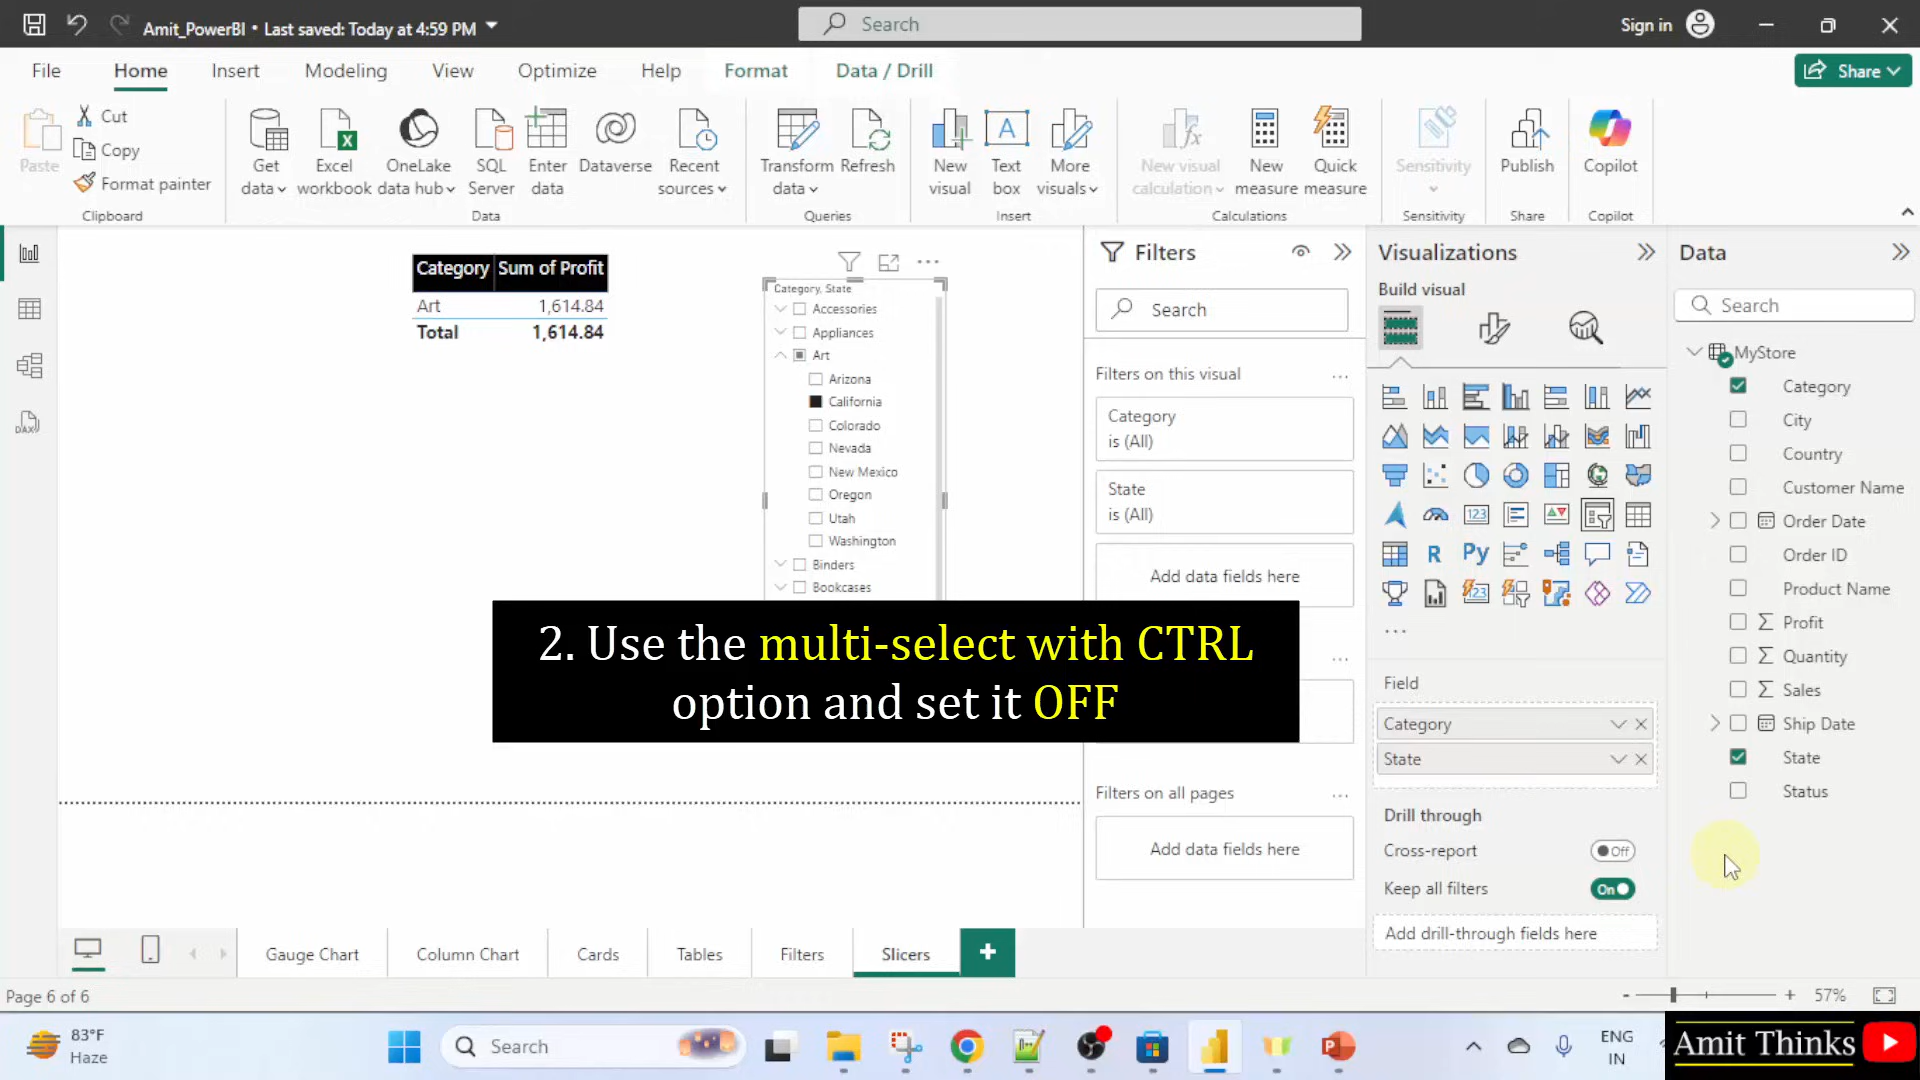 Amit_PowerBI • Last saved: Today at 4:59 PM
Search
Sign in
File
Home
Insert
Modeling
View
Optimize
Help
Format
Data / Drill
Share
Paste
Cut
Copy
Format painter
Clipboard
Get data
Excel workbook
OneLake data hub
SQL Server
Enter data
Dataverse
Recent sources
Data
Transform data
Refresh
Queries
New visual
Text box
More visuals
Insert
New visual calculation
New measure
Quick measure
Calculations
Sensitivity
Sensitivity
Publish
Share
Copilot
Copilot
Category Sum of Profit
Art 1,614.84
Total 1,614.84
Category, State
Accessories
Appliances
Art
Arizona
California
Colorado
Nevada
New Mexico
Oregon
Utah
Washington
Binders
Bookcases
2. Use the multi-select with CTRL
option and set it OFF
Filters
Search
Filters on this visual
Category
is (All)
State
is (All)
Add data fields here
Filters on all pages
Add data fields here
Visualizations
Build visual
Field
Category
State
Drill through
Cross-report
Off
Keep all filters
On
Add drill-through fields here
Data
Search
MyStore
Category
City
Country
Customer Name
Order Date
Order ID
Product Name
Profit
Quantity
Sales
Ship Date
State
Status
Gauge Chart
Column Chart
Cards
Tables
Filters
Slicers
Page 6 of 6
57%
83°F
Haze
Search
ENG
IN
Amit Thinks